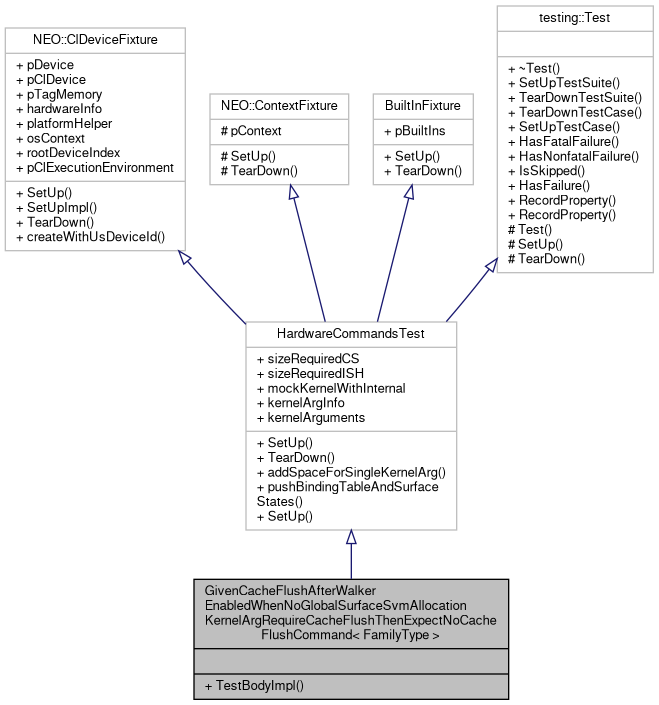 NEO::ClDeviceFixture
+ pDevice
+ pClDevice
+ pTagMemory
+ hardwareInfo
+ platformHelper
+ osContext
+ rootDeviceIndex
+ pClExecutionEnvironment
+ SetUp()
+ SetUpImpl()
+ TearDown()
+ createWithUsDeviceId()
NEO::ContextFixture
# pContext
# SetUp()
# TearDown()
BuiltInFixture
+ pBuiltIns
+ SetUp()
+ TearDown()
testing::Test
+ ~Test()
+ SetUpTestSuite()
+ TearDownTestSuite()
+ TearDownTestCase()
+ SetUpTestCase()
+ HasFatalFailure()
+ HasNonfatalFailure()
+ IsSkipped()
+ HasFailure()
+ RecordProperty()
+ RecordProperty()
# Test()
# SetUp()
# TearDown()
HardwareCommandsTest
+ sizeRequiredCS
+ sizeRequiredISH
+ mockKernelWithInternal
+ kernelArgInfo
+ kernelArguments
+ SetUp()
+ TearDown()
+ addSpaceForSingleKernelArg()
+ pushBindingTableAndSurface
States()
+ SetUp()
GivenCacheFlushAfterWalker
EnabledWhenNoGlobalSurfaceSvmAllocation
KernelArgRequireCacheFlushThenExpectNoCache
FlushCommand< FamilyType >
+ TestBodyImpl()